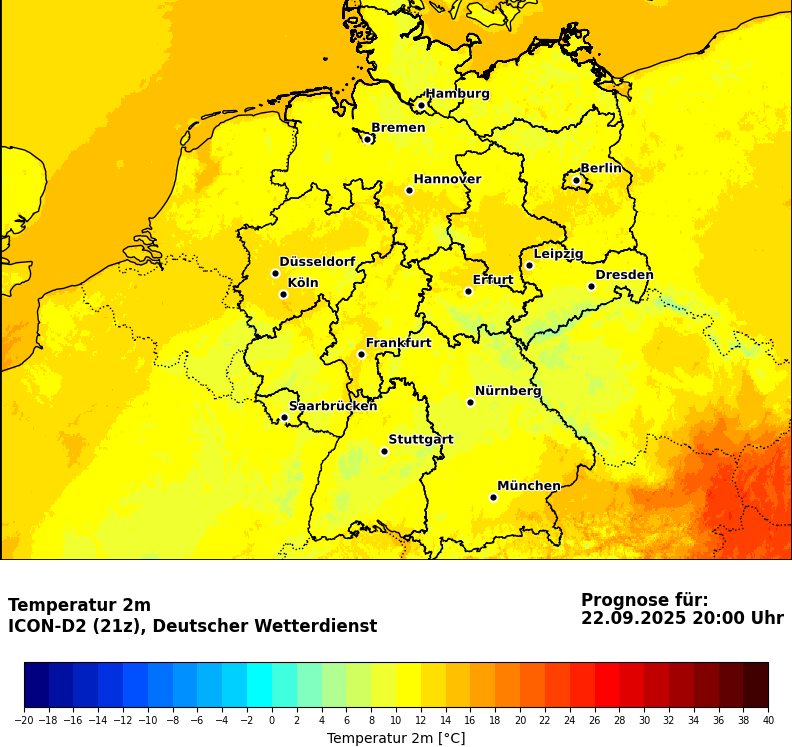 Hamburg
Bremen
Berlin
Hannover
Leipzig
Düsseldorf
Dresden
Erfurt
Köln
Frankfurt
Nürnberg
Saarbrücken
Stuttgart
München
Temperatur 2m
ICON-D2 (21z), Deutscher Wetterdienst
Prognose für:
22.09.2025 20:00 Uhr
−20 −18 −16 −14 −12 −10 −8 −6 −4 −2 0 2 4 6 8 10 12 14 16 18 20 22 24 26 28 30 32 34 36 38 40
Temperatur 2m [°C]